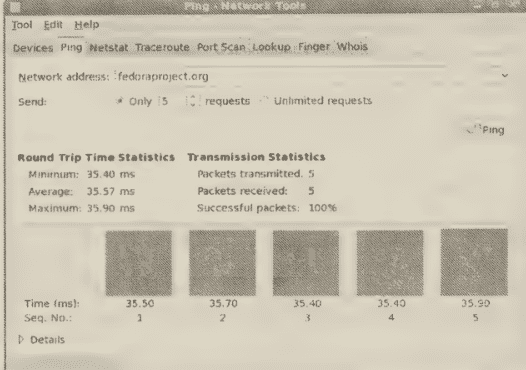 Ping - Network Tools
Tool Edit Help
Devices Ping Netstat Traceroute Port Scan Lookup Finger Whois
Network address: fedoraproject.org
Send: Only 5 requests Unlimited requests
Ping
Round Trip Time Statistics Transmission Statistics
Minimum: 35.40 ms Packets transmitted: 5
Average: 35.57 ms Packets received: 5
Maximum: 35.90 ms Successful packets: 100%
Time (ms): 35.50 35.70 35.40 35.40 35.90
Seq. No.: 1 2 3 4 5
Details